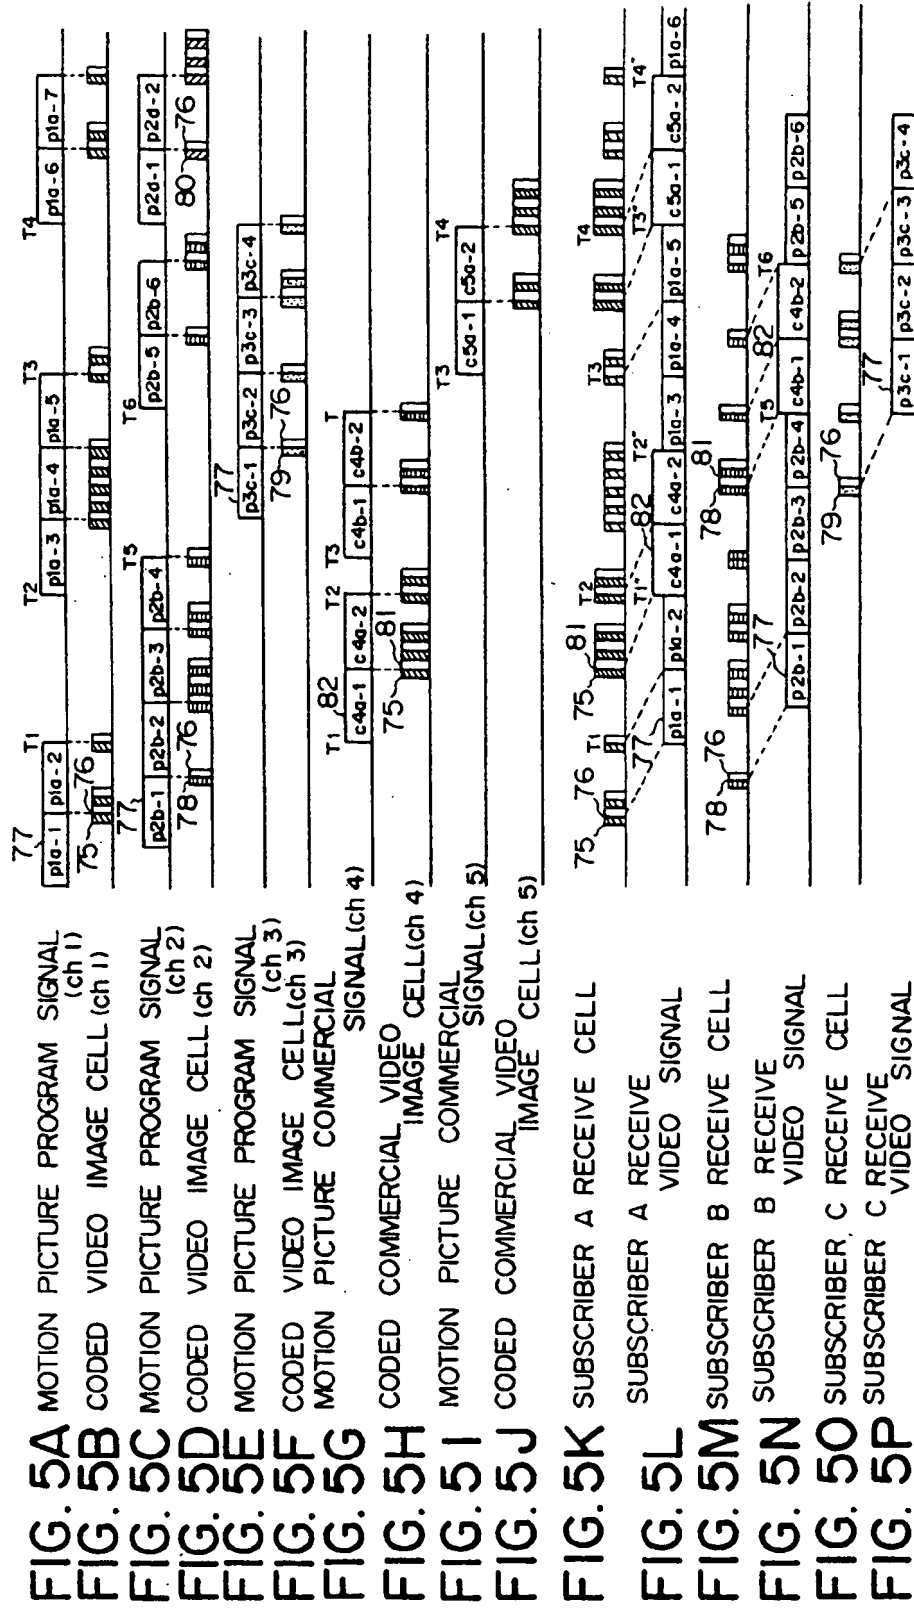 FIG. 5A MOTION PICTURE PROGRAM SIGNAL (ch 1)
77 p1a-1 p1a-2 T1 T2 p1a-3 p1a-4 p1a-5 T3 T4 p1a-6 p1a-7
FIG. 5B CODED VIDEO IMAGE CELL (ch 1)
75 76
FIG. 5C MOTION PICTURE PROGRAM SIGNAL (ch 2)
77 p2b-1 p2b-2 p2b-3 p2b-4 T5 T6 p2b-5 p2b-6 p2d-1 p2d-2
FIG. 5D CODED VIDEO IMAGE CELL (ch 2)
78 76 80 76
FIG. 5E MOTION PICTURE PROGRAM SIGNAL (ch 3)
77 p3c-1 p3c-2 p3c-3 p3c-4
FIG. 5F CODED VIDEO IMAGE CELL (ch 3)
79 76
FIG. 5G MOTION PICTURE COMMERCIAL SIGNAL (ch 4)
T1 82 c4a-1 c4a-2 T2 T3 c4b-1 c4b-2 T
FIG. 5H CODED COMMERCIAL VIDEO IMAGE CELL (ch 4)
75 81
FIG. 5I MOTION PICTURE COMMERCIAL SIGNAL (ch 5)
T3 c5a-1 c5a-2 T4
FIG. 5J CODED COMMERCIAL VIDEO IMAGE CELL (ch 5)
FIG. 5K SUBSCRIBER A RECEIVE CELL
75 76 T1 75 81 T2 T3 T4
FIG. 5L SUBSCRIBER A RECEIVE VIDEO SIGNAL
77 p1a-1 p1a-2 T1" c4a-1 82 c4a-2 T2" p1a-3 p1a-4 p1a-5 T3" c5a-1 c5a-2 T4" p1a-6
FIG. 5M SUBSCRIBER B RECEIVE CELL
78 76 78 81
FIG. 5N SUBSCRIBER B RECEIVE VIDEO SIGNAL
p2b-1 77 p2b-2 p2b-3 p2b-4 T5 c4b-1 82 c4b-2 T6 p2b-5 p2b-6
FIG. 5O SUBSCRIBER C RECEIVE CELL
79 76
FIG. 5P SUBSCRIBER C RECEIVE VIDEO SIGNAL
p3c-1 77 p3c-2 p3c-3 p3c-4